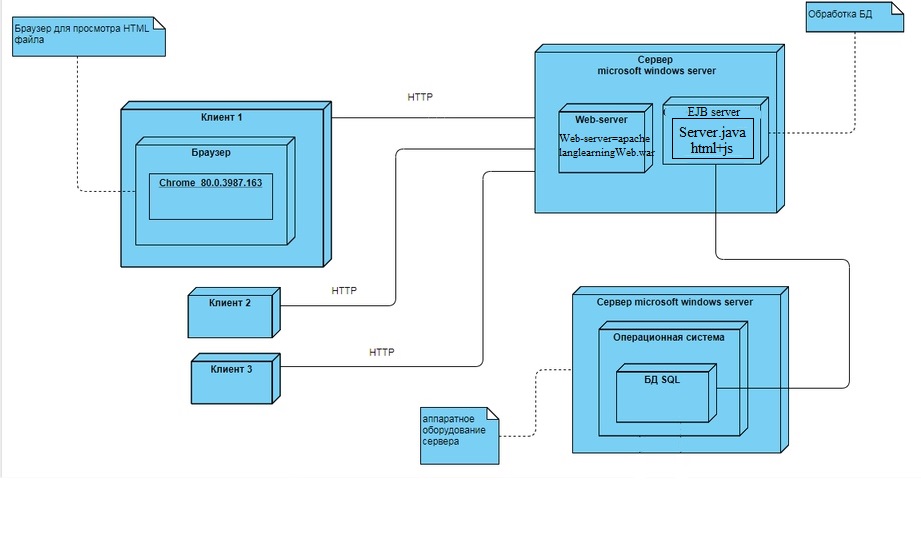 Браузер для просмотра HTML
файла
Обработка БД
Сервер
microsoft windows server
HTTP
Клиент 1
Браузер
Chrome 80.0.3987.163
Web-server
Web-server=apache
langlearningWeb.war
EJB server
Server.java
html+js
HTTP
Клиент 2
HTTP
Клиент 3
Сервер microsoft windows server
Операционная система
БД SQL
аппаратное
оборудование
сервера